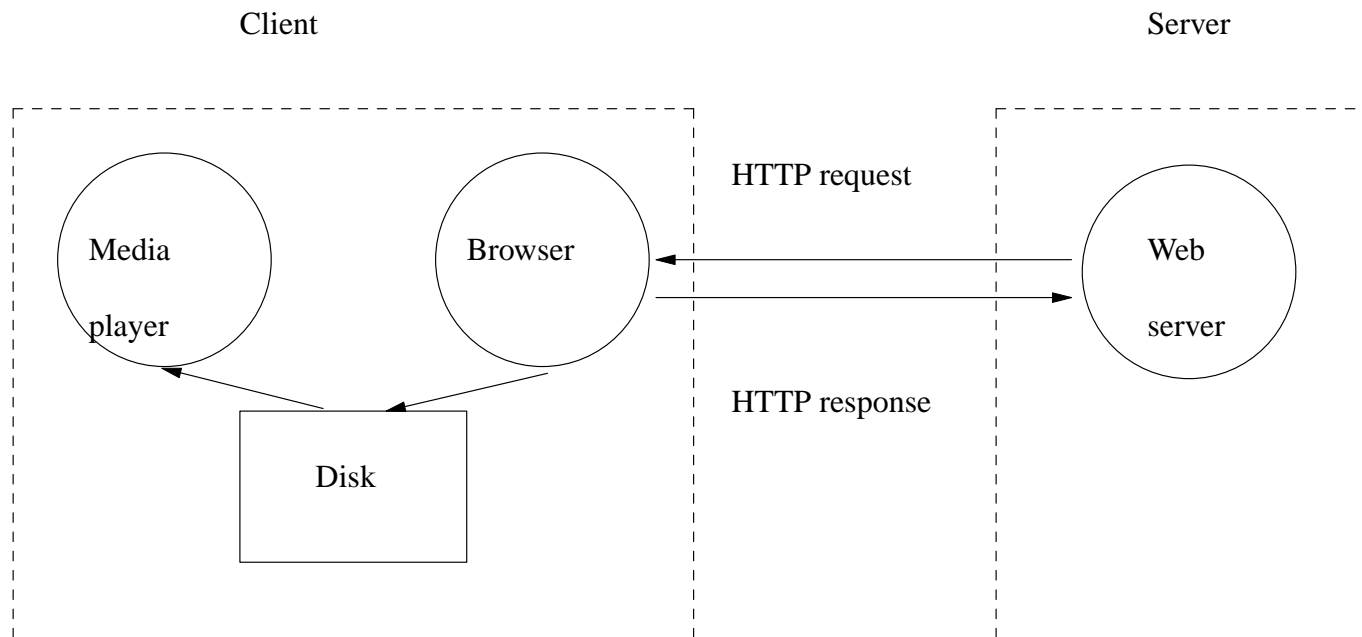 Client
Server
HTTP request
Media
player
Browser
Web
server
HTTP response
Disk